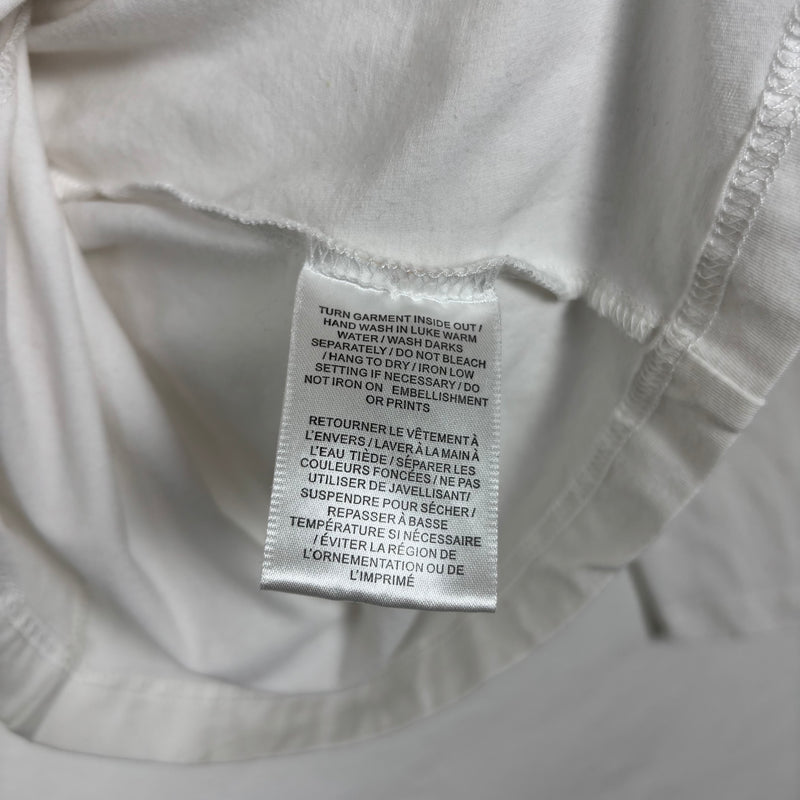 TURN GARMENT INSIDE OUT /
HAND WASH IN LUKE WARM
WATER / WASH DARKS
SEPARATELY / DO NOT BLEACH
/ HANG TO DRY / IRON LOW
SETTING IF NECESSARY / DO
NOT IRON ON EMBELLISHMENT
OR PRINTS
RETOURNER LE VÊTEMENT À
L'ENVERS / LAVER À LA MAIN À
L'EAU TIÈDE / SÉPARER LES
COULEURS FONCÉES / NE PAS
UTILISER DE JAVELLISANT/
SUSPENDRE POUR SÉCHER /
REPASSER À BASSE
TEMPÉRATURE SI NÉCESSAIRE
/ ÉVITER LA RÉGION DE
L'ORNEMENTATION OU DE
L'IMPRIMÉ